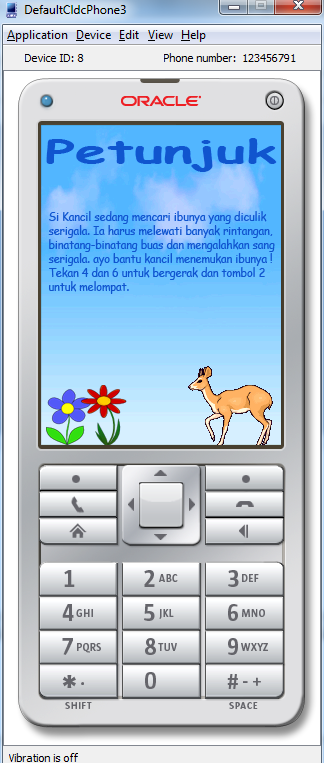 DefaultCldcPhone3
Application Device Edit View Help
Device ID: 8 Phone number: 123456791
ORACLE
Petunjuk
Si Kancil sedang mencari ibunya yang diculik
serigala. Ia harus melewati banyak rintangan,
binatang-binatang buas dan mengalahkan sang
serigala. ayo bantu kancil menemukan ibunya !
Tekan 4 dan 6 untuk bergerak dan tombol 2
untuk melompat.
1 2 ABC 3 DEF
4 GHI 5 JKL 6 MNO
7 PQRS 8 TUV 9 WXYZ
* . 0 # - +
SHIFT SPACE
Vibration is off